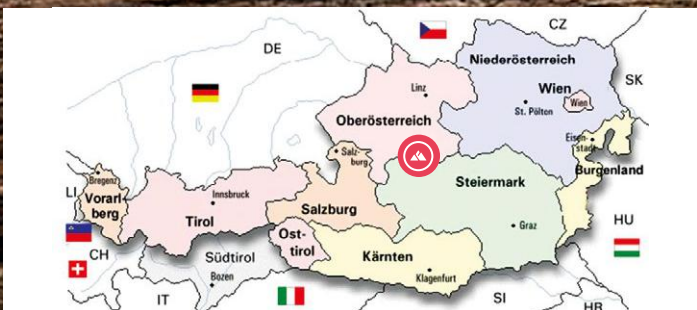 CZ
DE
Niederösterreich
SK
Linz
Wien
St. Pölten
Wien
Oberösterreich
Eisen-
stadt
Salz-
burg
Bregenz
Steiermark
Burgenland
LI
Vorarl
berg
Innsbruck
Tirol
Salzburg
Graz
HU
Ost-
tirol
CH
Südtirol
Kärnten
Bozen
Klagenfurt
IT
SI
HR